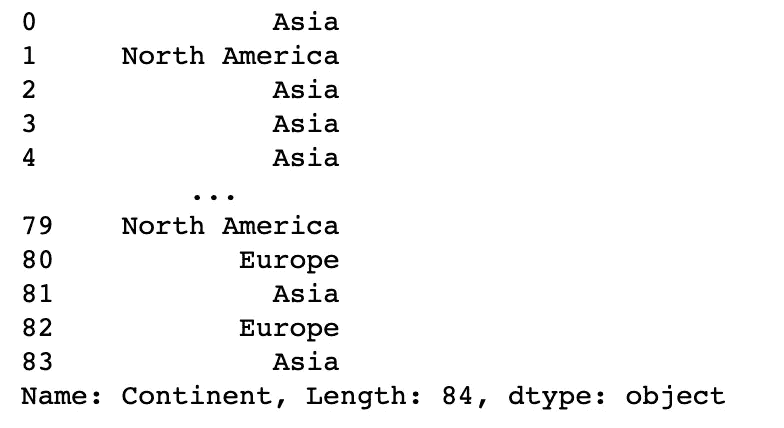 0               Asia
1      North America
2               Asia
3               Asia
4               Asia
           ...
79     North America
80            Europe
81              Asia
82            Europe
83              Asia
Name: Continent, Length: 84, dtype: object